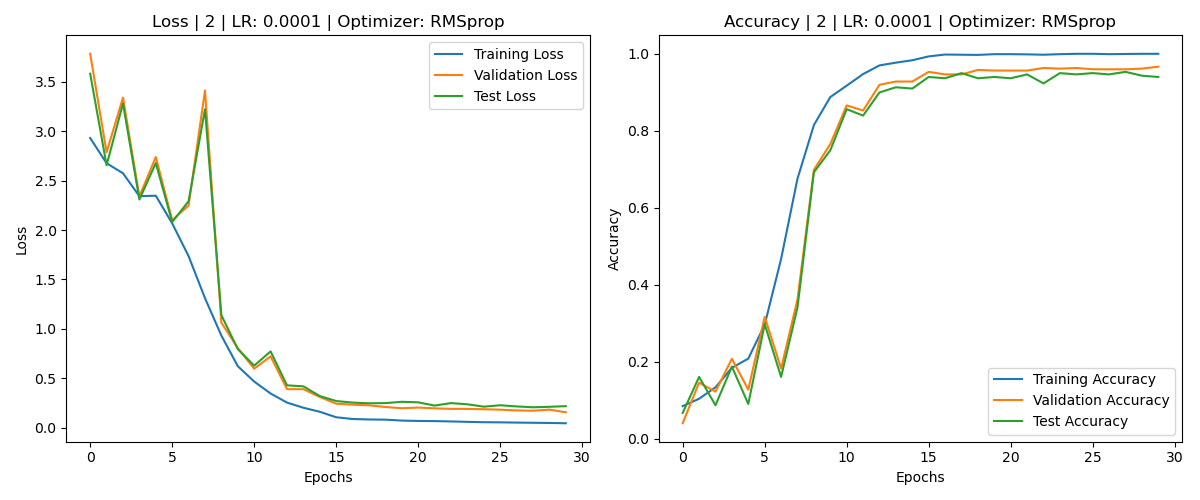 Loss | 2 | LR: 0.0001 | Optimizer: RMSprop
Training Loss
Validation Loss
Test Loss
3.5
3.0
2.5
2.0
1.5
1.0
0.5
0.0
Loss
0 5 10 15 20 25 30
Epochs
Accuracy | 2 | LR: 0.0001 | Optimizer: RMSprop
1.0
0.8
0.6
0.4
0.2
0.0
Accuracy
Training Accuracy
Validation Accuracy
Test Accuracy
0 5 10 15 20 25 30
Epochs